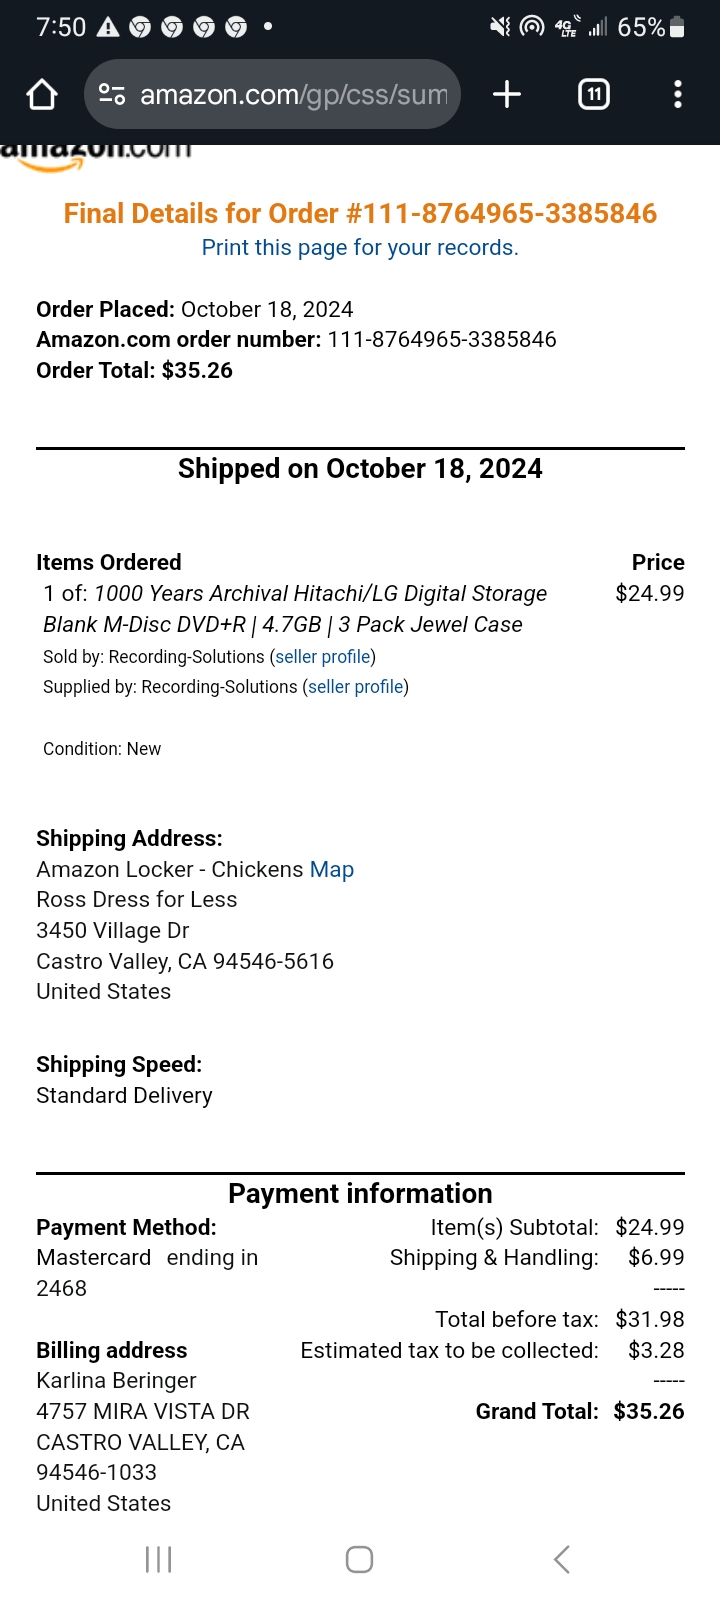 7:50 4G LTE 65%
amazon.com/gp/css/sum 11
amazon.com
Final Details for Order #111-8764965-3385846
Print this page for your records.
Order Placed: October 18, 2024
Amazon.com order number: 111-8764965-3385846
Order Total: $35.26
Shipped on October 18, 2024
Items Ordered Price
1 of: 1000 Years Archival Hitachi/LG Digital Storage $24.99
Blank M-Disc DVD+R | 4.7GB | 3 Pack Jewel Case
Sold by: Recording-Solutions (seller profile)
Supplied by: Recording-Solutions (seller profile)
Condition: New
Shipping Address:
Amazon Locker - Chickens Map
Ross Dress for Less
3450 Village Dr
Castro Valley, CA 94546-5616
United States
Shipping Speed:
Standard Delivery
Payment information
Payment Method: Item(s) Subtotal: $24.99
Mastercard ending in Shipping & Handling: $6.99
2468 -----
Total before tax: $31.98
Billing address Estimated tax to be collected: $3.28
Karlina Beringer -----
4757 MIRA VISTA DR Grand Total: $35.26
CASTRO VALLEY, CA
94546-1033
United States